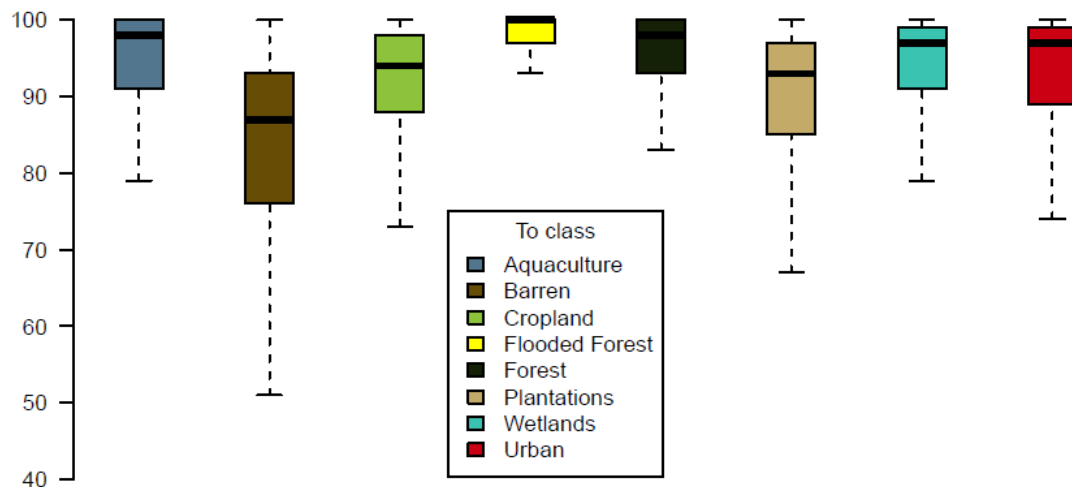 100
90
80
70
60
50
40
To class
Aquaculture
Barren
Cropland
Flooded Forest
Forest
Plantations
Wetlands
Urban